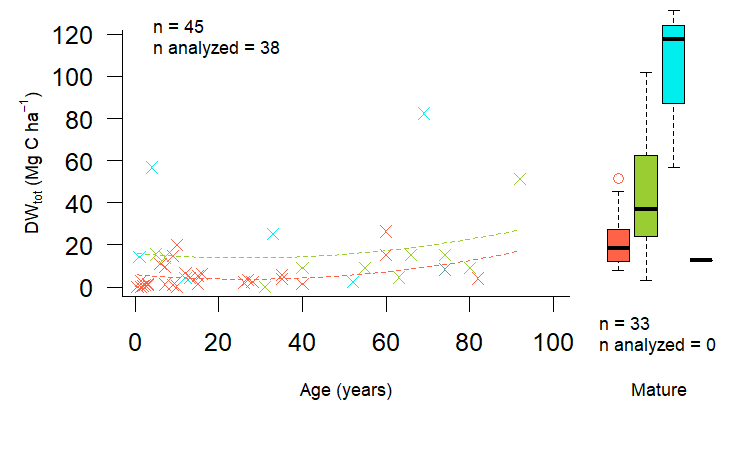 n = 45
n analyzed = 38
DWtot (Mg C ha−1)
120
100
80
60
40
20
0
0 20 40 60 80 100
Age (years)
n = 33
n analyzed = 0
Mature